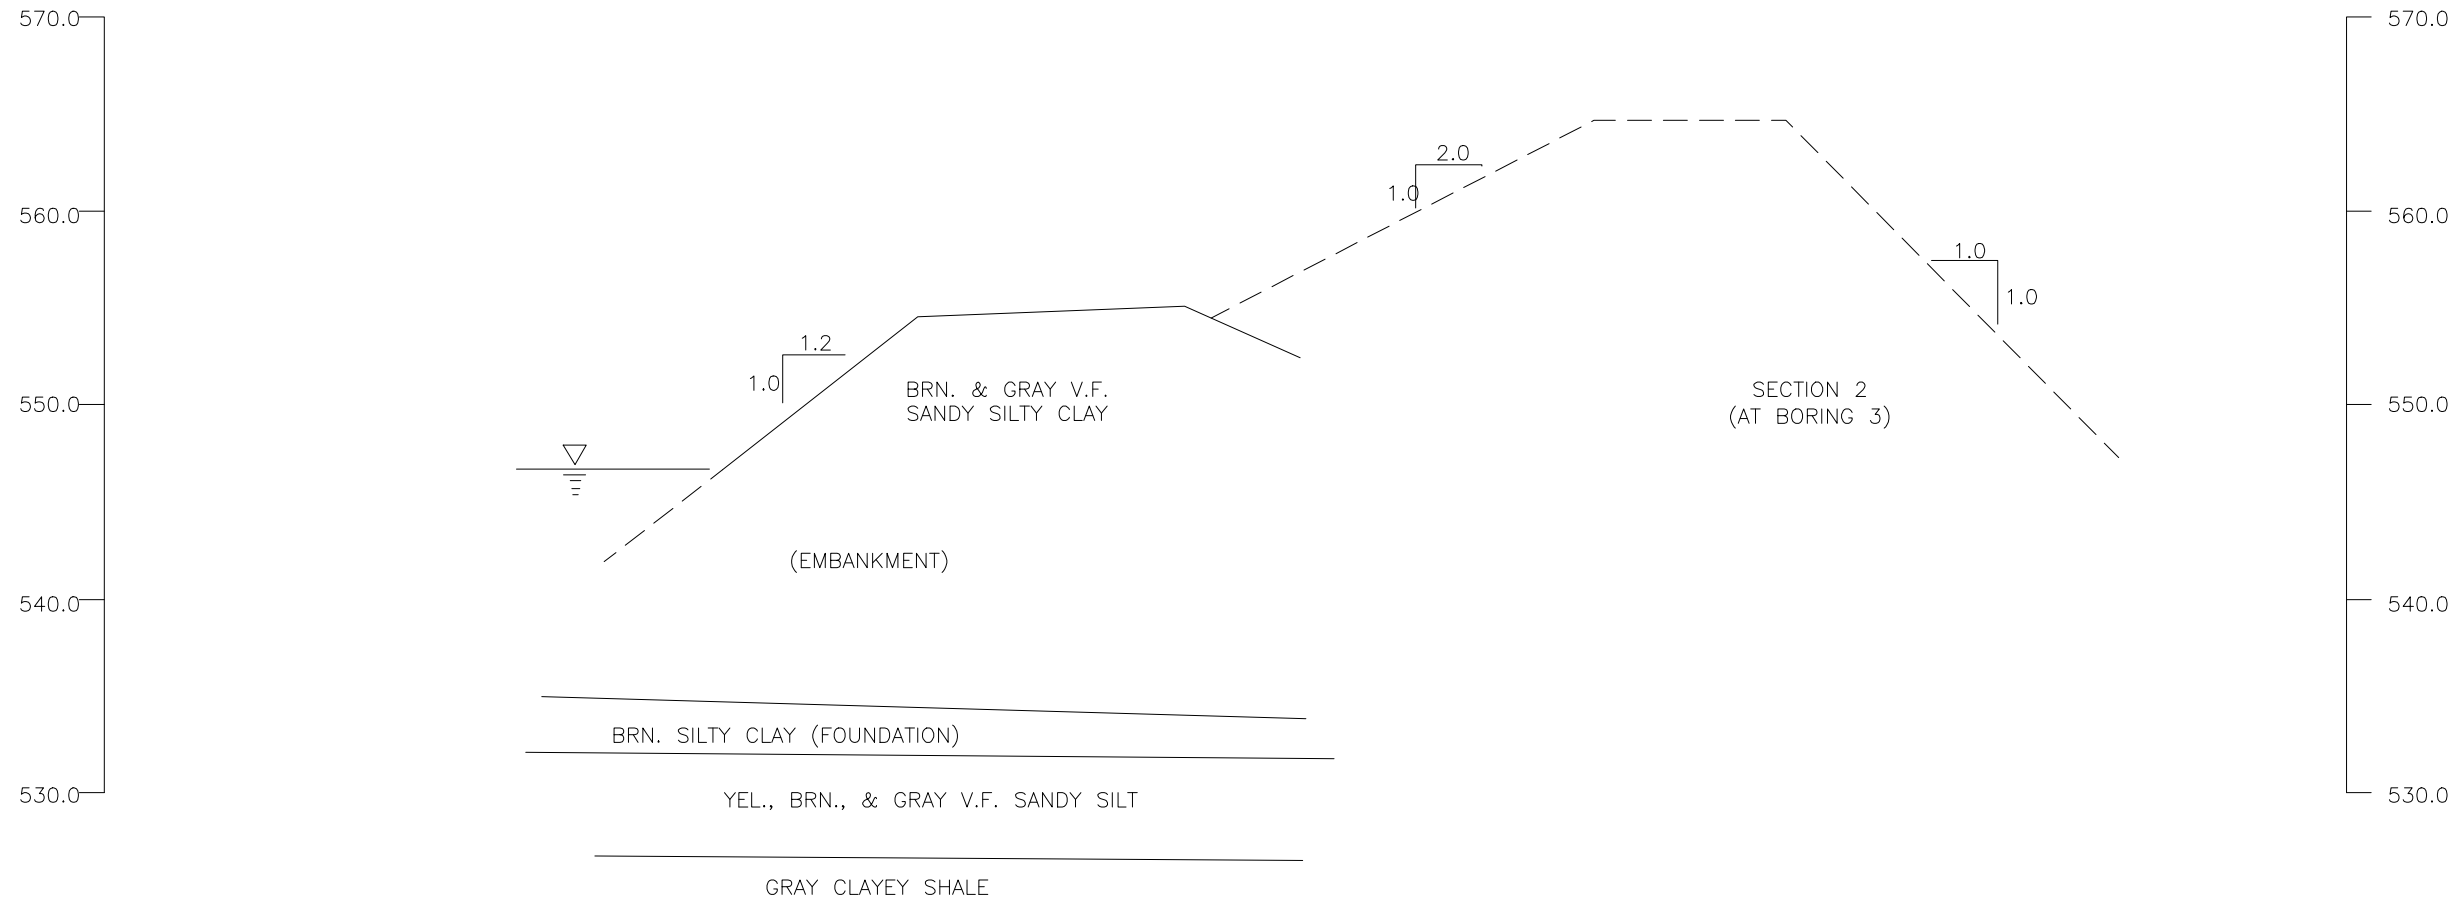 570.0
570.0
2.0
1.0
560.0
560.0
1.0
1.0
1.2
1.0
BRN. & GRAY V.F.
SANDY SILTY CLAY
SECTION 2
(AT BORING 3)
550.0
550.0
(EMBANKMENT)
540.0
540.0
BRN. SILTY CLAY (FOUNDATION)
530.0
YEL., BRN., & GRAY V.F. SANDY SILT
530.0
GRAY CLAYEY SHALE